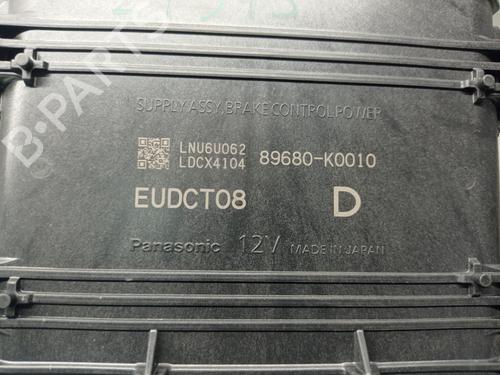 SUPPLY ASSY, BRAKE CONTROL POWER
LNU6U062
LDCX4104
89680-K0010
EUDCT08
D
Panasonic 12V MADE IN JAPAN
B-PARTS